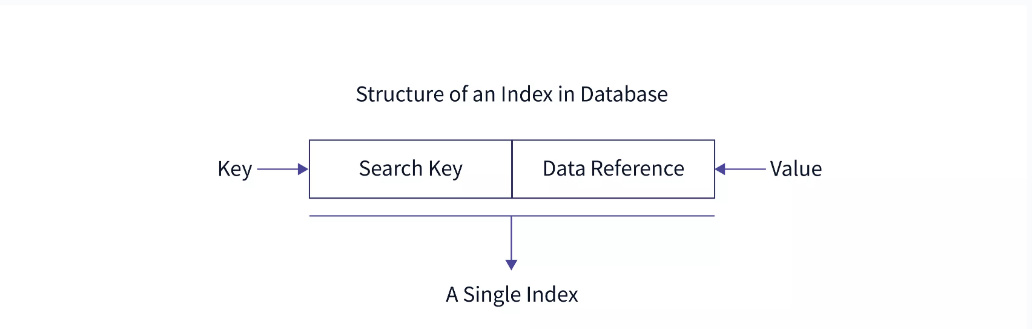 Structure of an Index in Database
Key Search Key Data Reference Value
A Single Index